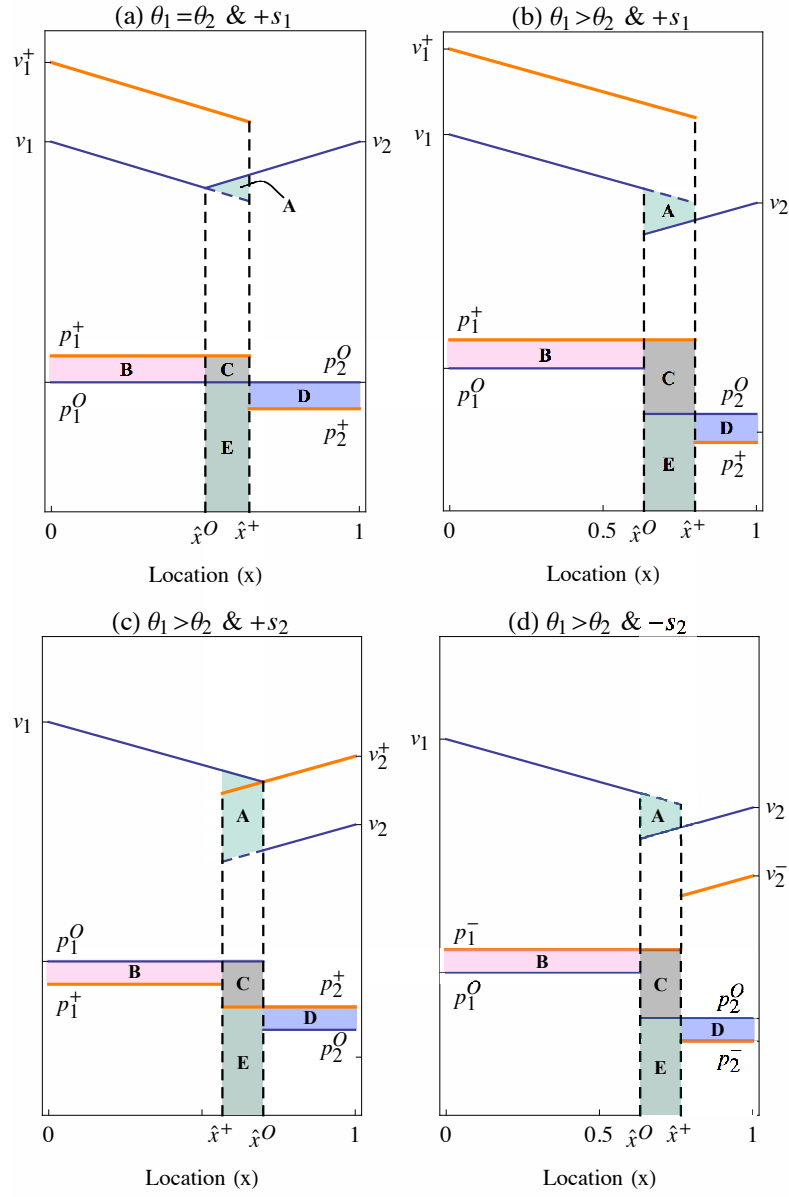 (a) θ₁=θ₂ & +s₁
v₁⁺
v₁
v₂
A
p₁⁺
p₂ᴼ
B
C
p₁ᴼ
D
p₂⁺
E
0
x̂ᴼ
x̂⁺
1
Location (x)
(b) θ₁>θ₂ & +s₁
v₁⁺
v₁
A
v₂
p₁⁺
B
p₁ᴼ
C
p₂ᴼ
D
E
p₂⁺
0
0.5
x̂ᴼ
x̂⁺
1
Location (x)
(c) θ₁>θ₂ & +s₂
v₁
v₂⁺
A
v₂
p₁ᴼ
B
C
p₁⁺
p₂⁺
D
p₂ᴼ
E
0
x̂⁺
x̂ᴼ
1
Location (x)
(d) θ₁>θ₂ & −s₂
v₁
A
v₂
v₂⁻
p₁⁻
B
C
p₁ᴼ
p₂ᴼ
D
p₂⁻
E
0
0.5
x̂ᴼ
x̂⁺
1
Location (x)